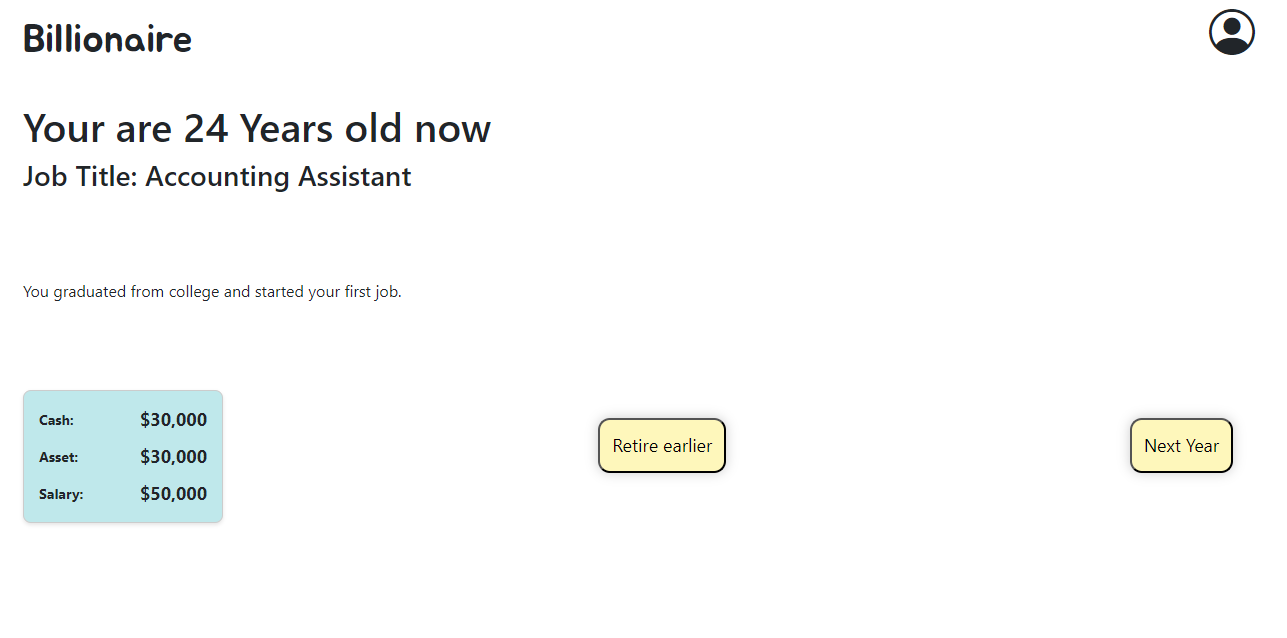 Billionaire
Your are 24 Years old now
Job Title: Accounting Assistant
You graduated from college and started your first job.
Cash: $30,000
Asset: $30,000
Salary: $50,000
Retire earlier
Next Year